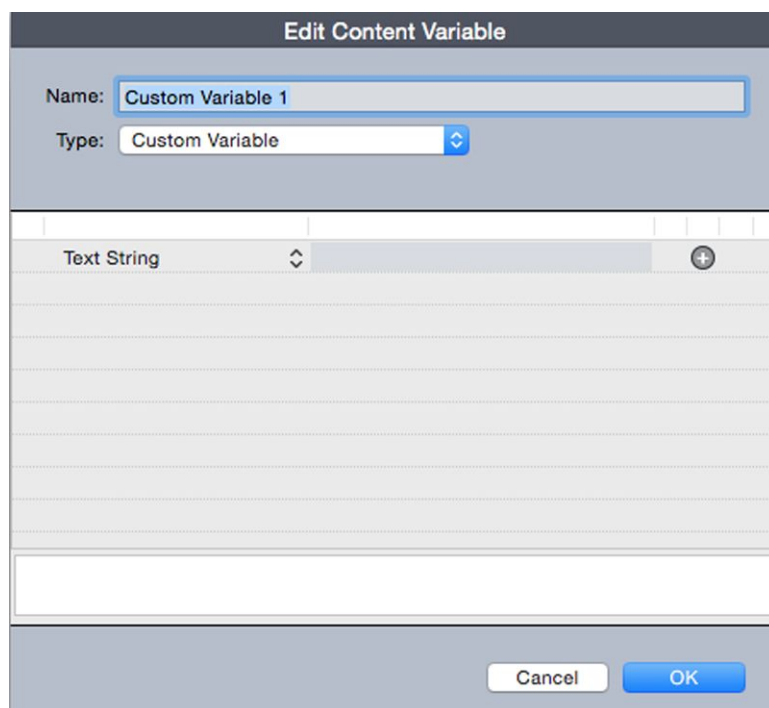 Edit Content Variable
Name: Custom Variable 1
Type: Custom Variable
Text String
Cancel OK